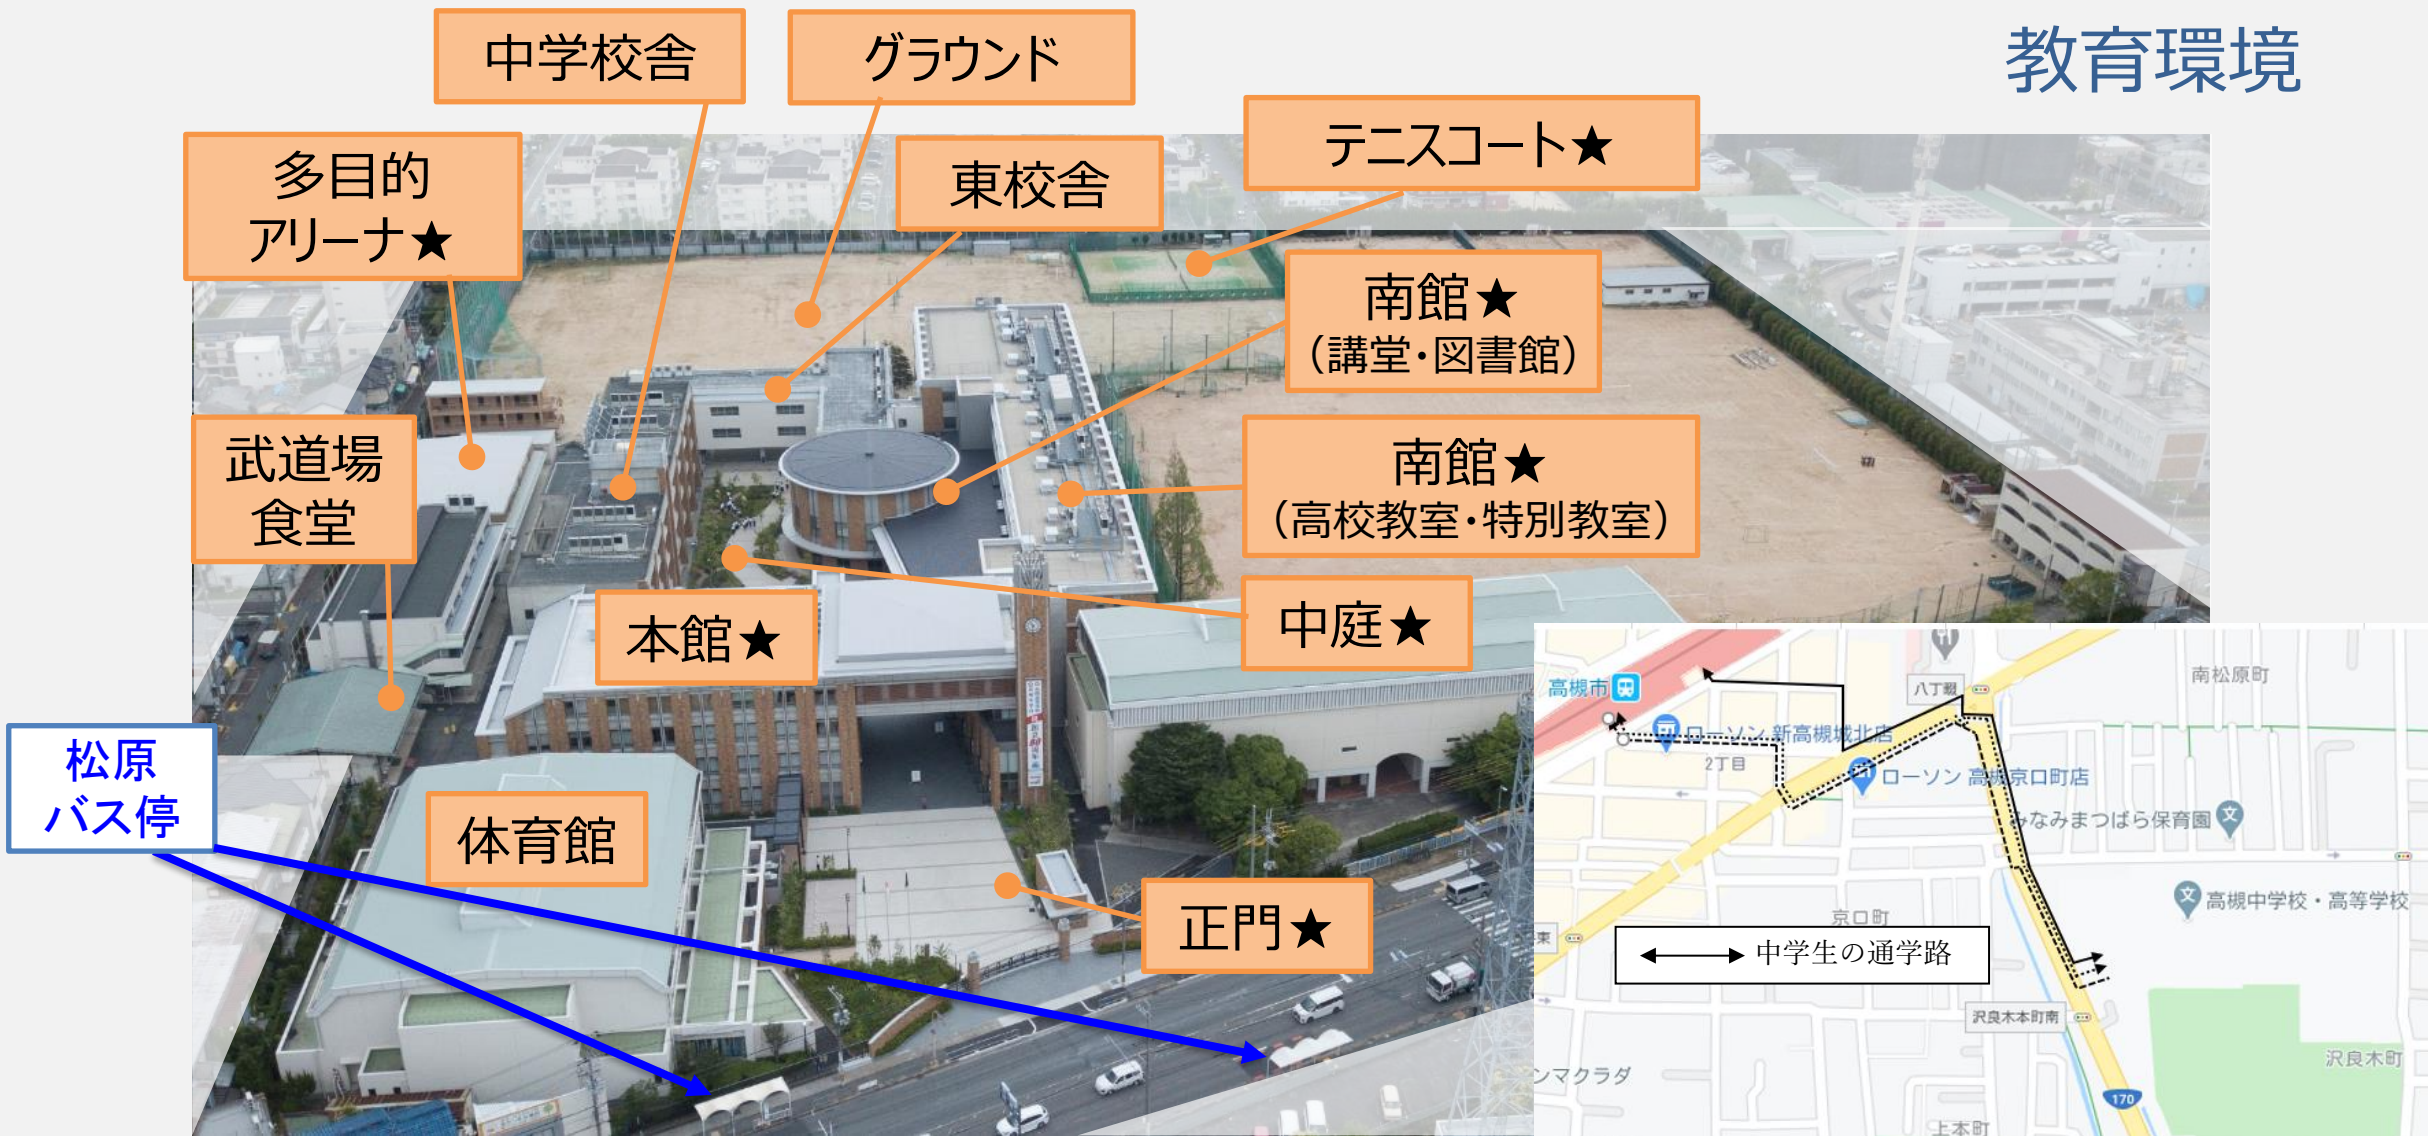 教育環境
中学校舎
グラウンド
テニスコート★
多目的
アリーナ★
東校舎
南館★
（講堂・図書館）
武道場
食堂
南館★
（高校教室・特別教室）
本館★
中庭★
松原
バス停
体育館
正門★
高槻市
八丁畷
南松原町
ローソン 新高槻城北店
2丁目
ローソン 高槻京口町店
みなみまつばら保育園
高槻中学校・高等学校
京口町
東
中学生の通学路
沢良木本町南
沢良木町
ンマクラダ
170
上本町